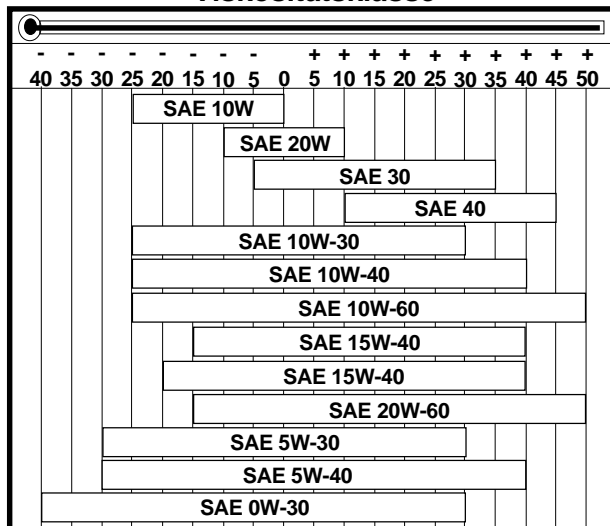 - - - - - - - - + + + + + + + + + +
40 35 30 25 20 15 10 5 0 5 10 15 20 25 30 35 40 45 50
SAE 10W
SAE 20W
SAE 30
SAE 40
SAE 10W-30
SAE 10W-40
SAE 10W-60
SAE 15W-40
SAE 15W-40
SAE 20W-60
SAE 5W-30
SAE 5W-40
SAE 0W-30